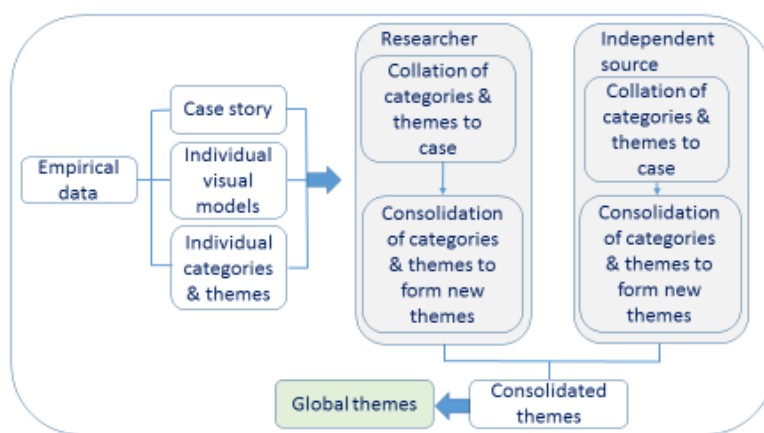 Empirical
data
Case story
Individual
visual
models
Individual
categories
& themes
Researcher
Collation of
categories &
themes to
case
Consolidation
of categories
& themes to
form new
themes
Independent
source
Collation of
categories &
themes to
case
Consolidation
of categories
& themes to
form new
themes
Consolidated
themes
Global themes